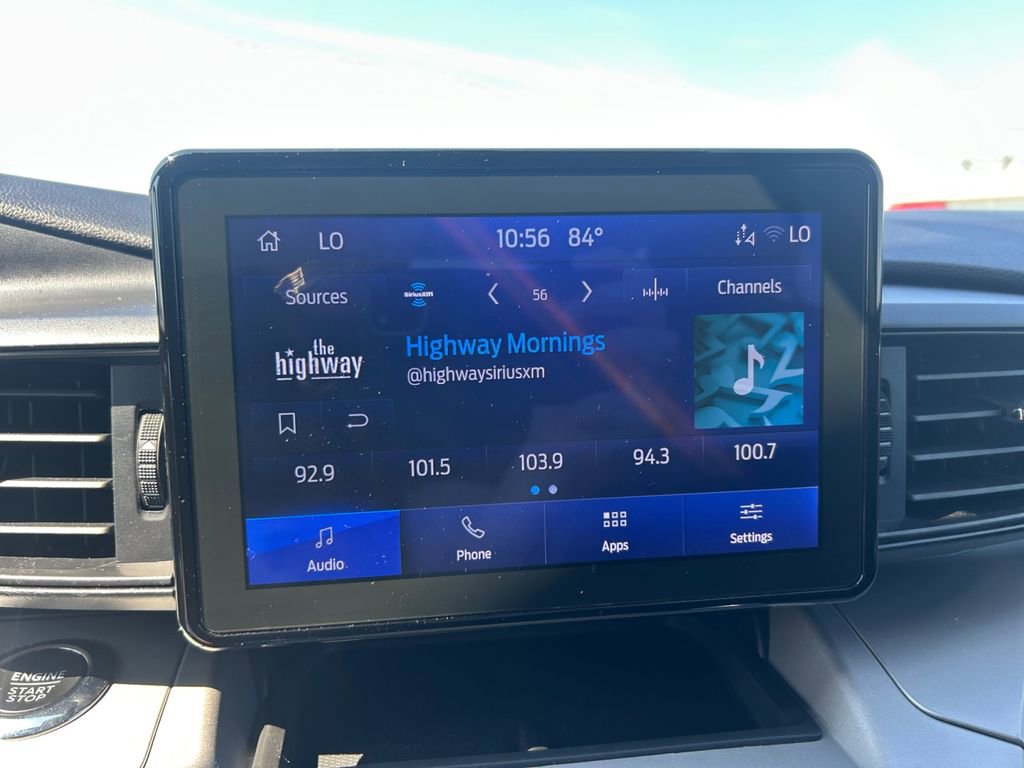 LO 10:56 84° LO
Sources SiriusXM 56 Channels
the
highway
Highway Mornings
@highwaysiriusxm
92.9 101.5 103.9 94.3 100.7
Audio Phone Apps Settings
ENGINE
START
STOP